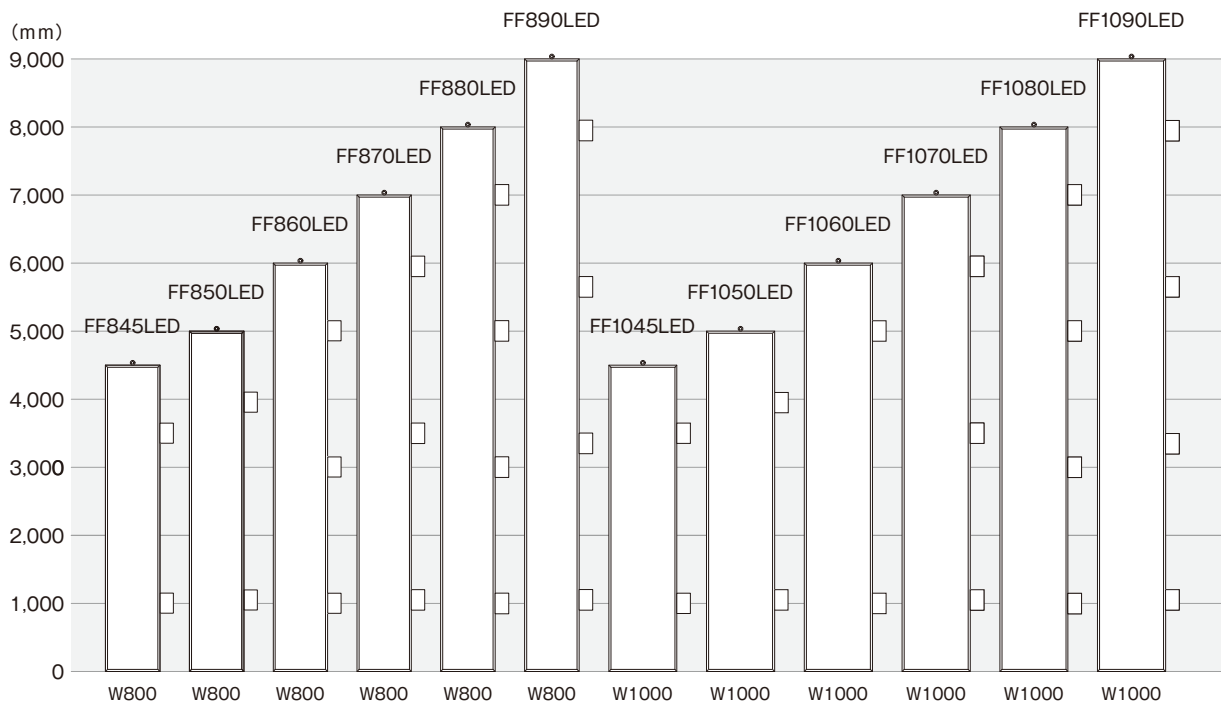 FF890LED
FF1090LED
（mm）
9,000
FF880LED
FF1080LED
8,000
FF870LED
FF1070LED
7,000
FF860LED
FF1060LED
6,000
FF850LED
FF1050LED
5,000
FF845LED
FF1045LED
4,000
3,000
2,000
1,000
0
W800 W800 W800 W800 W800 W800 W1000 W1000 W1000 W1000 W1000 W1000